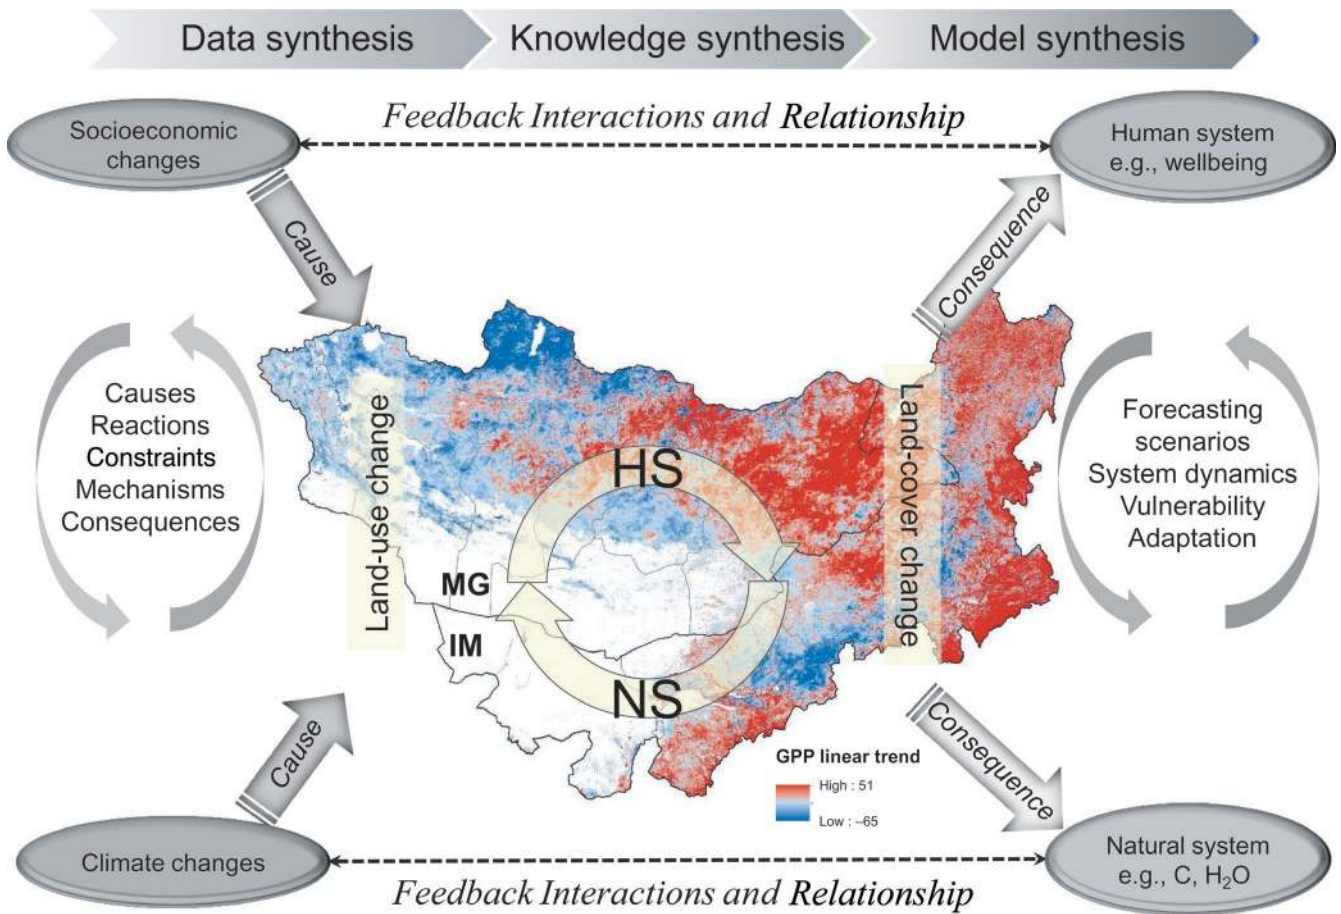 Data synthesis
Knowledge synthesis
Model synthesis
Feedback Interactions and Relationship
Socioeconomic
changes
Human system
e.g., wellbeing
Cause
Consequence
Causes
Reactions
Constraints
Mechanisms
Consequences
Land-use change
HS
Land-cover change
Forecasting
scenarios
System dynamics
Vulnerability
Adaptation
MG
IM
NS
Cause
Consequence
GPP linear trend
High : 51
Low : –65
Climate changes
Natural system
e.g., C, H₂O
Feedback Interactions and Relationship